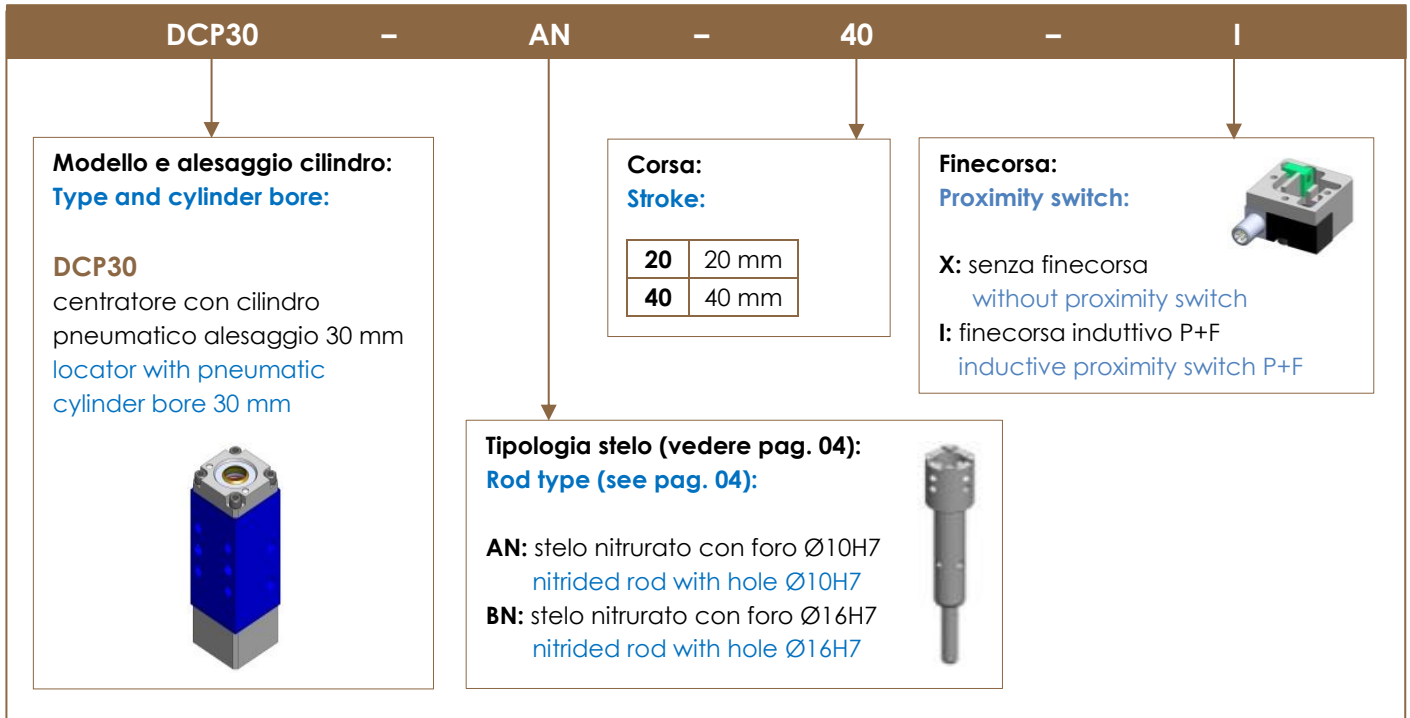 DCP30 – AN – 40 – I
Modello e alesaggio cilindro:
Type and cylinder bore:
DCP30
centratore con cilindro
pneumatico alesaggio 30 mm
locator with pneumatic
cylinder bore 30 mm
Tipologia stelo (vedere pag. 04):
Rod type (see pag. 04):
AN: stelo nitrurato con foro Ø10H7
nitrided rod with hole Ø10H7
BN: stelo nitrurato con foro Ø16H7
nitrided rod with hole Ø16H7
Corsa:
Stroke:
20 20 mm
40 40 mm
Finecorsa:
Proximity switch:
X: senza finecorsa
without proximity switch
I: finecorsa induttivo P+F
inductive proximity switch P+F